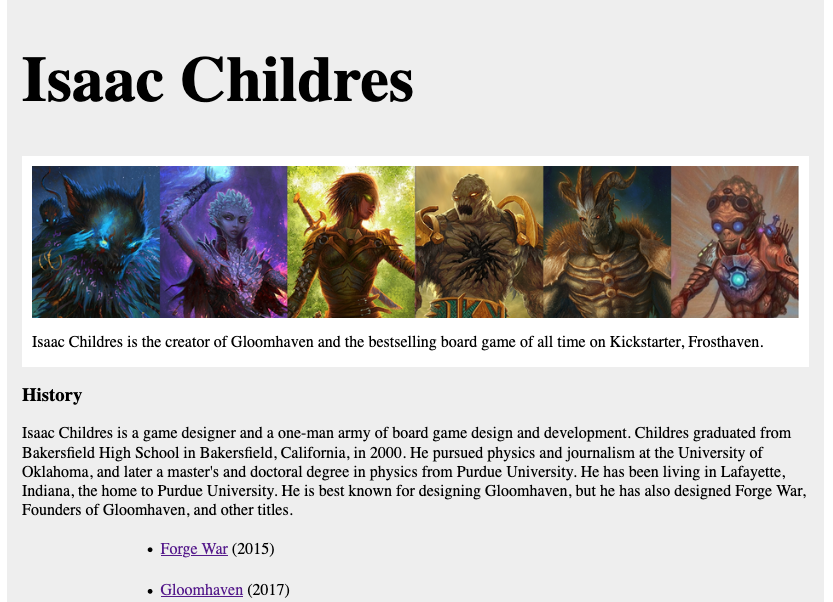 Isaac Childres
Isaac Childres is the creator of Gloomhaven and the bestselling board game of all time on Kickstarter, Frosthaven.
History
Isaac Childres is a game designer and a one-man army of board game design and development. Childres graduated from
Bakersfield High School in Bakersfield, California, in 2000. He pursued physics and journalism at the University of
Oklahoma, and later a master's and doctoral degree in physics from Purdue University. He has been living in Lafayette,
Indiana, the home to Purdue University. He is best known for designing Gloomhaven, but he has also designed Forge War,
Founders of Gloomhaven, and other titles.
• Forge War (2015)
• Gloomhaven (2017)